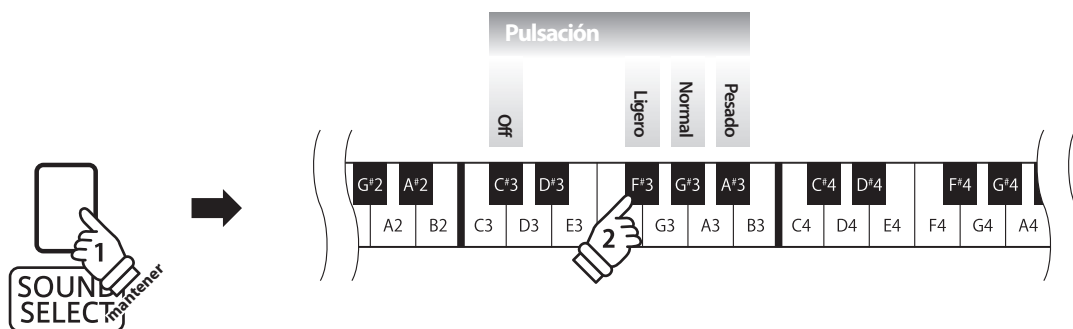 Pulsación
Off
Ligero
Normal
Pesado
G#2 A#2 C#3 D#3 F#3 G#3 A#3 C#4 D#4 F#4 G#4
A2 B2 C3 D3 E3 G3 A3 B3 C4 D4 E4 F4 G4 A4
1
2
mantener
SOUND
SELECT